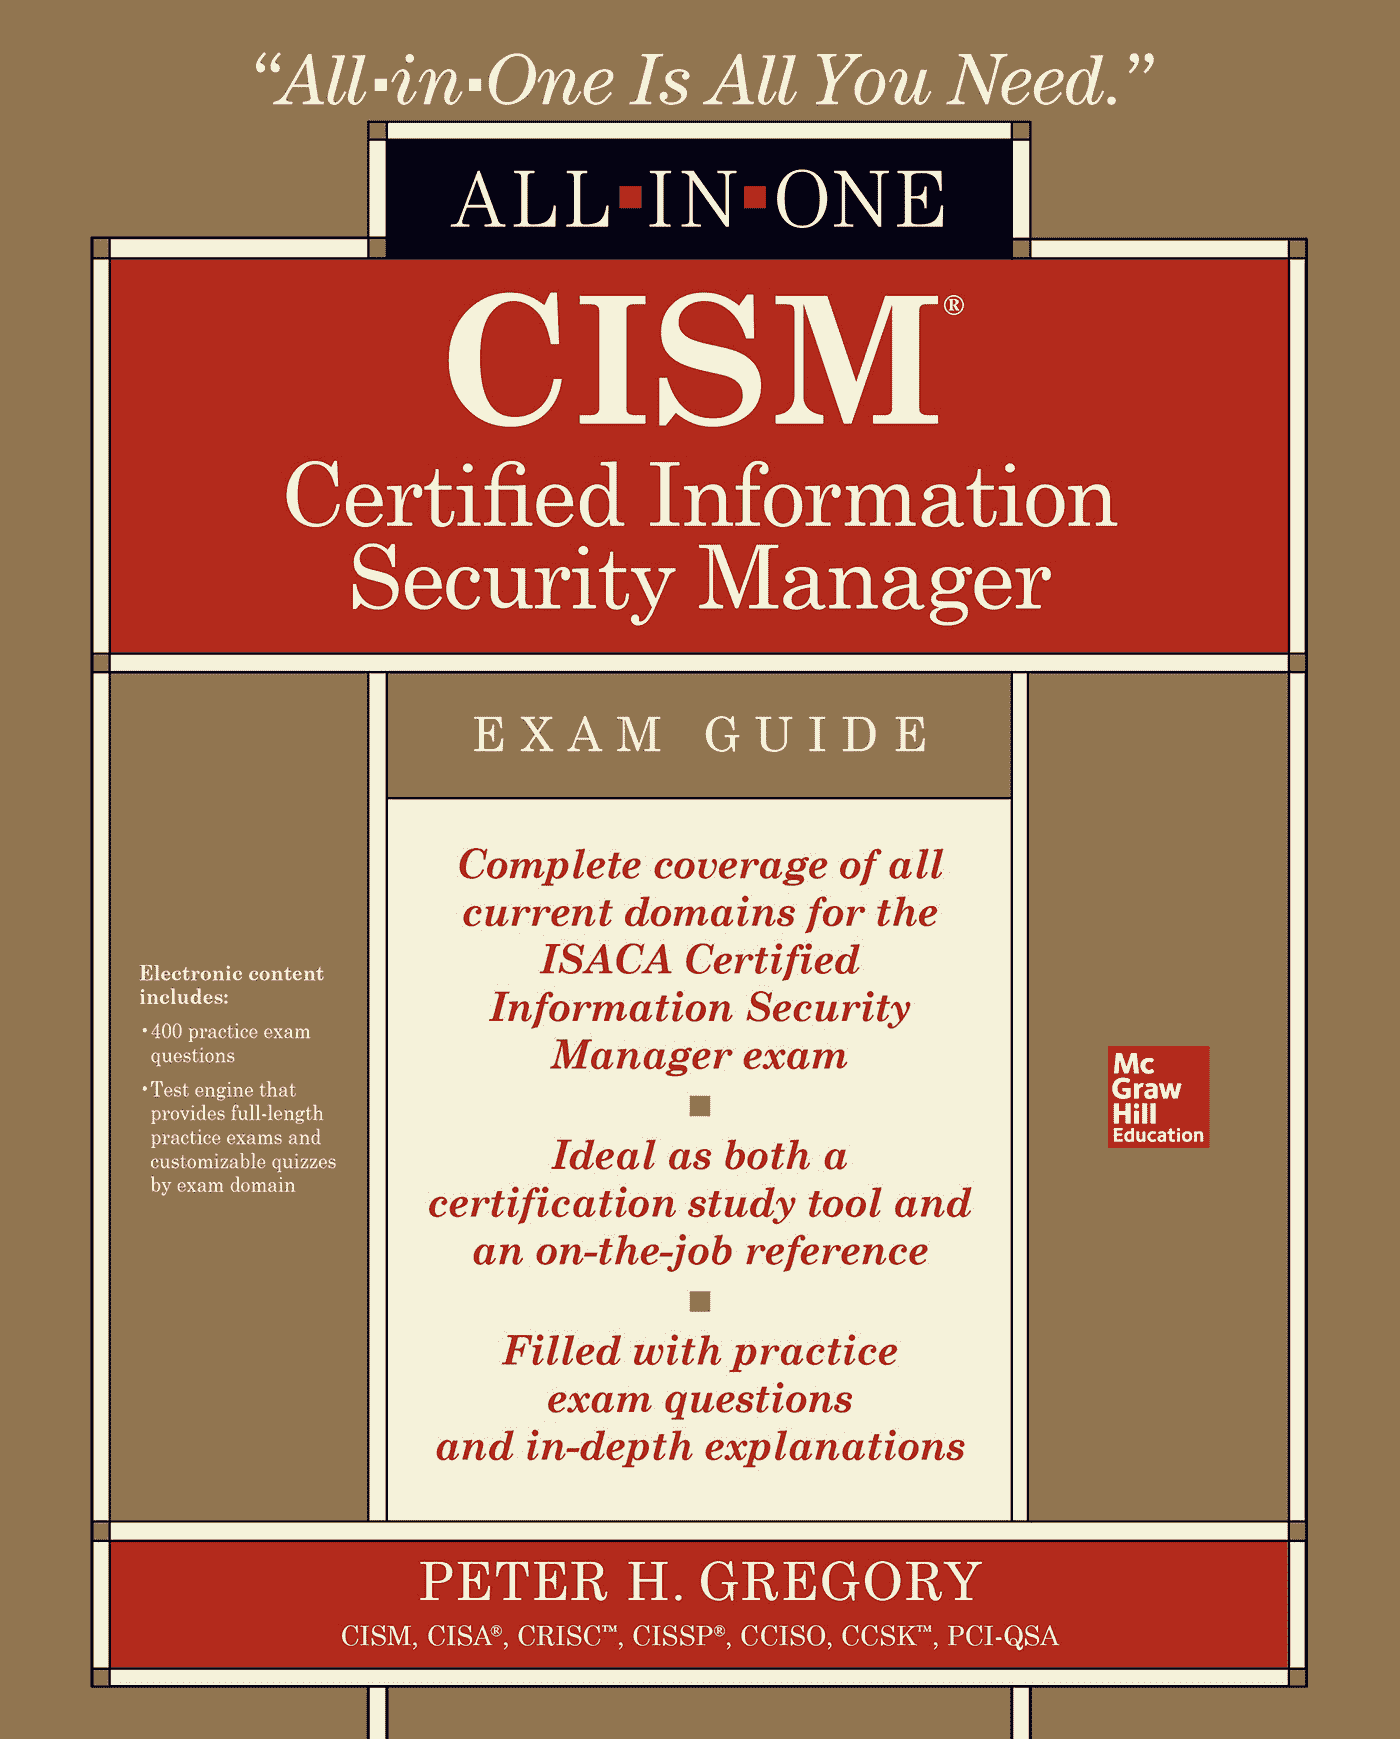 “All▪in▪One Is All You Need.”
ALL▪IN▪ONE
CISM®
Certified Information
Security Manager
EXAM GUIDE
Complete coverage of all
current domains for the
ISACA Certified
Information Security
Manager exam
Ideal as both a
certification study tool and
an on-the-job reference
Filled with practice
exam questions
and in-depth explanations
Electronic content
includes:
• 400 practice exam
questions
• Test engine that
provides full-length
practice exams and
customizable quizzes
by exam domain
Mc
Graw
Hill
Education
PETER H. GREGORY
CISM, CISA®, CRISC™, CISSP®, CCISO, CCSK™, PCI-QSA